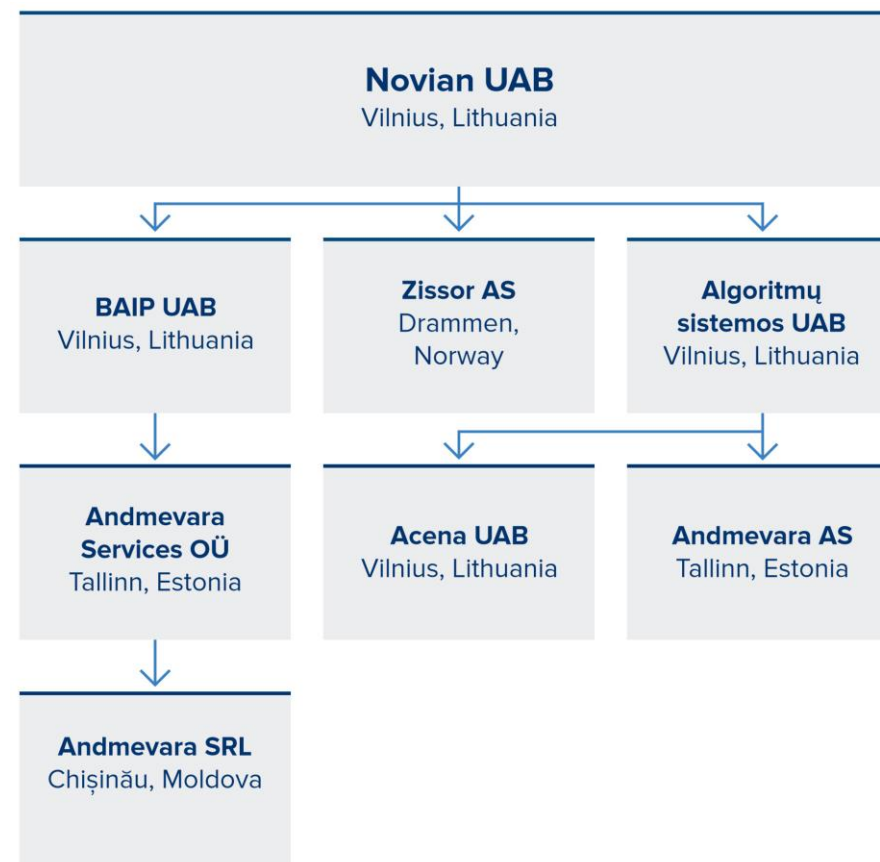 Novian UAB
Vilnius, Lithuania
BAIP UAB
Vilnius, Lithuania
Zissor AS
Drammen,
Norway
Algoritmų
sistemos UAB
Vilnius, Lithuania
Andmevara
Services OÜ
Tallinn, Estonia
Acena UAB
Vilnius, Lithuania
Andmevara AS
Tallinn, Estonia
Andmevara SRL
Chișinău, Moldova